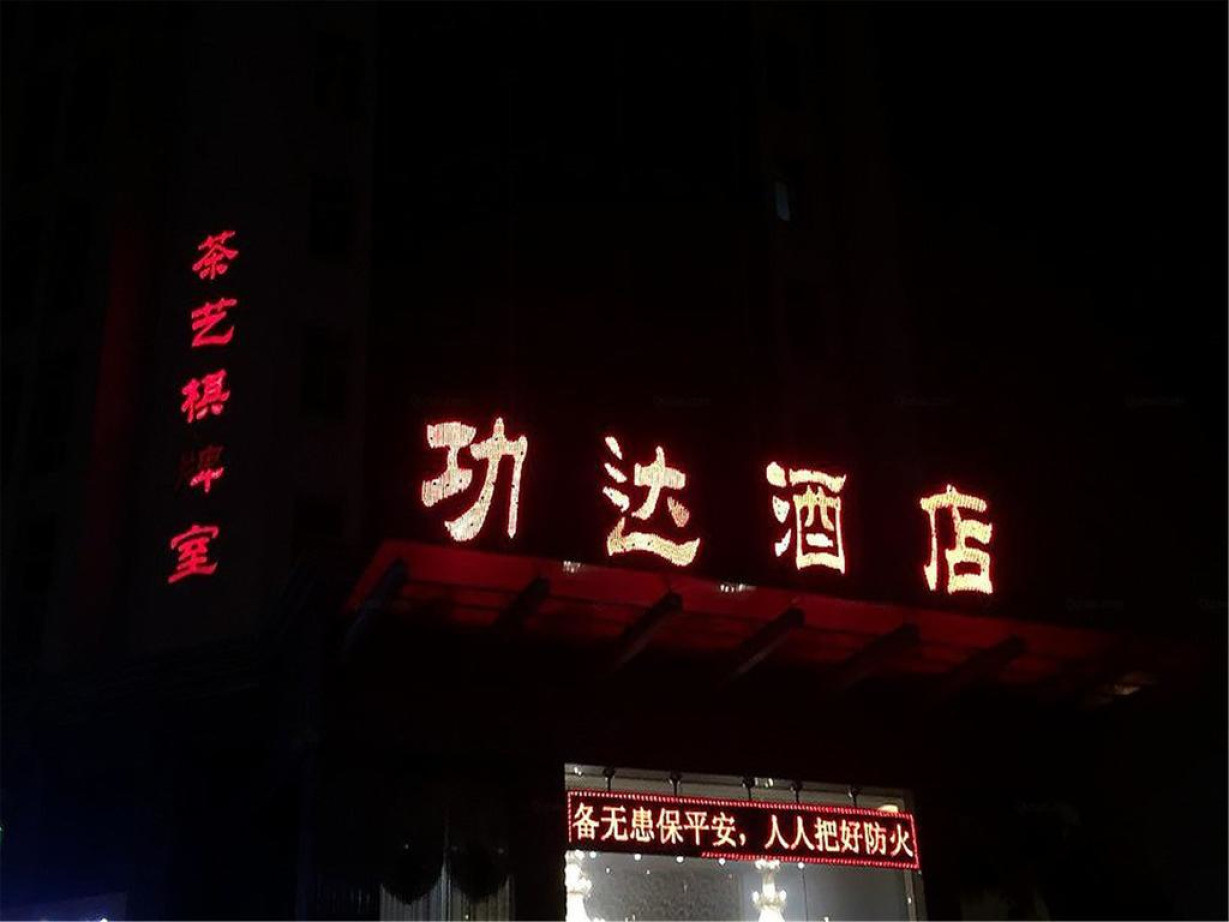 茶艺棋牌室
功达酒店
备无患保平安，人人把好防火